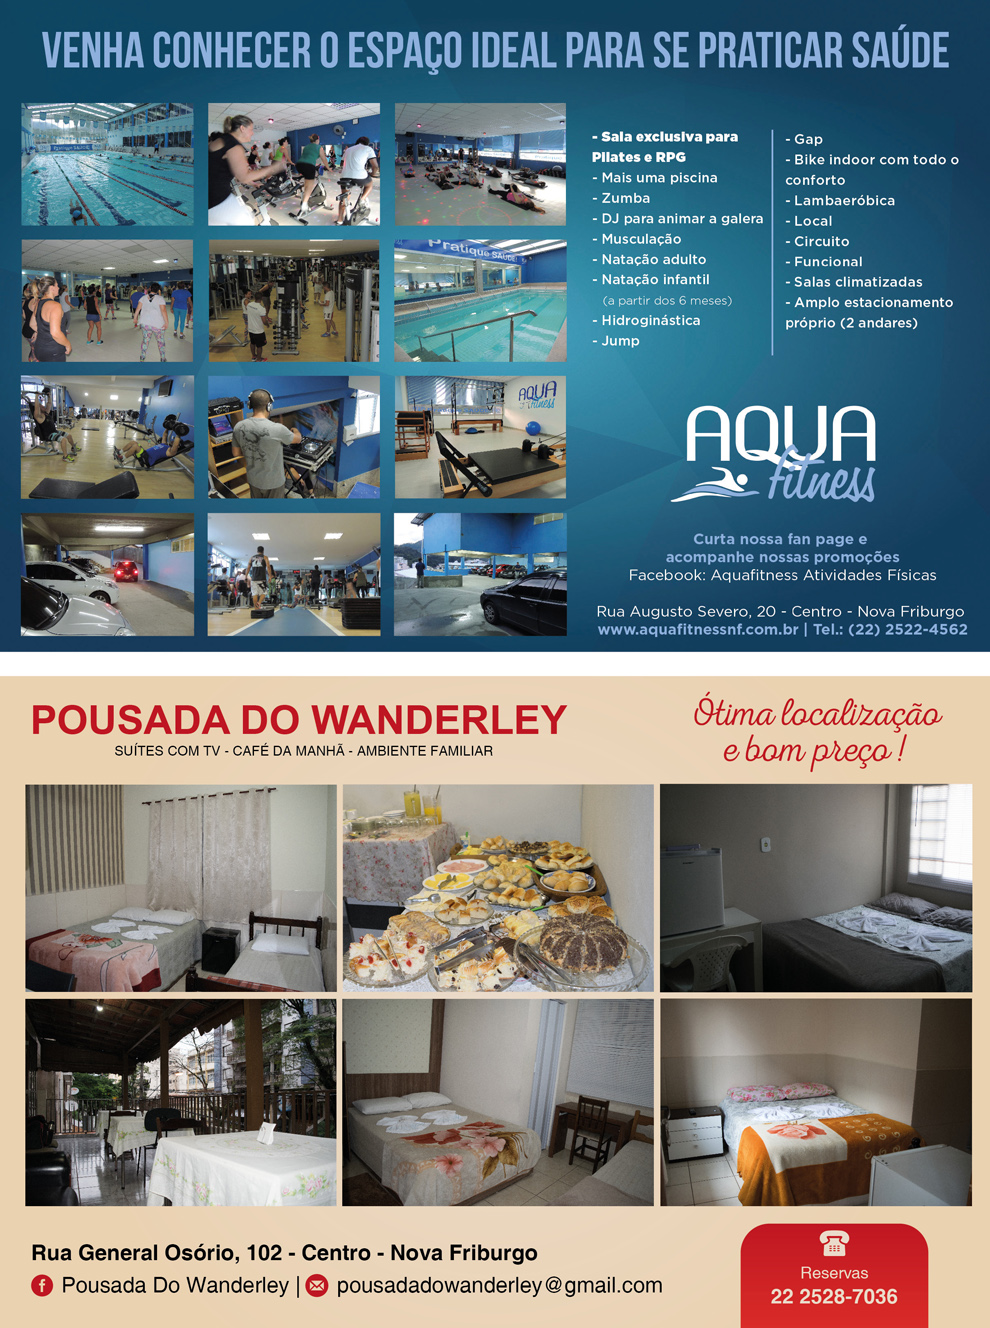 VENHA CONHECER O ESPAÇO IDEAL PARA SE PRATICAR SAÚDE
- Sala exclusiva para
Pilates e RPG
- Mais uma piscina
- Zumba
- DJ para animar a galera
- Musculação
- Natação adulto
- Natação infantil
(a partir dos 6 meses)
- Hidroginástica
- Jump
- Gap
- Bike indoor com todo o
conforto
- Lambaeróbica
- Local
- Circuito
- Funcional
- Salas climatizadas
- Amplo estacionamento
próprio (2 andares)
Pratique SAÚDE!
AQUA
fitness
AQUA
fitness
Curta nossa fan page e
acompanhe nossas promoções
Facebook: Aquafitness Atividades Físicas
Rua Augusto Severo, 20 - Centro - Nova Friburgo
www.aquafitnessnf.com.br | Tel.: (22) 2522-4562
POUSADA DO WANDERLEY
SUÍTES COM TV - CAFÉ DA MANHÃ - AMBIENTE FAMILIAR
Ótima localização
e bom preço !
Rua General Osório, 102 - Centro - Nova Friburgo
Pousada Do Wanderley | pousadadowanderley@gmail.com
Reservas
22 2528-7036